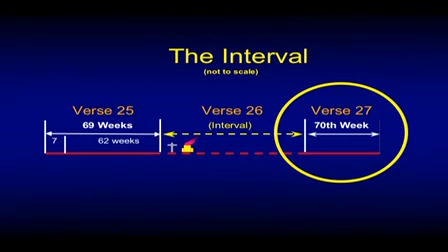 The Interval
(not to scale)
Verse 25
Verse 26
Verse 27
69 Weeks
(Interval)
70th Week
7
62 weeks